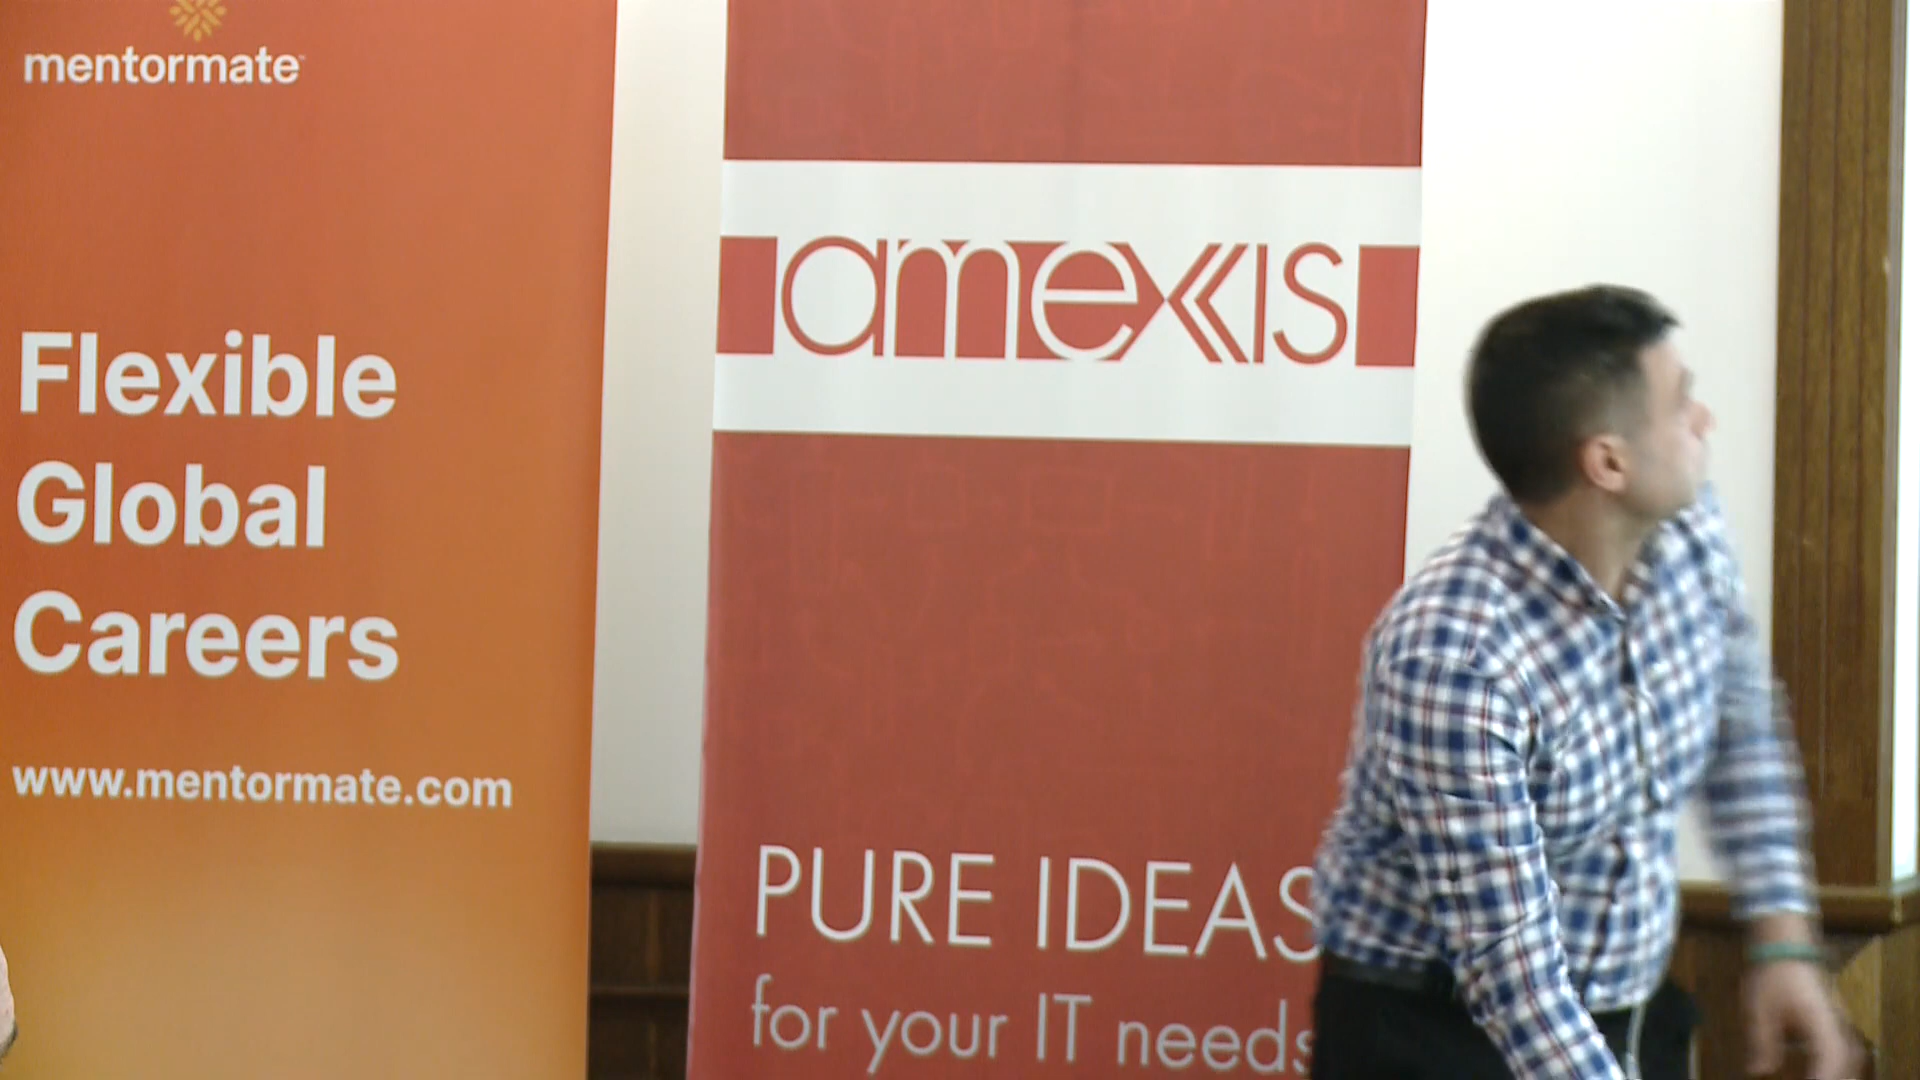 mentormate
Flexible
Global
Careers
www.mentormate.com
amexis
PURE IDEAS
for your IT needs